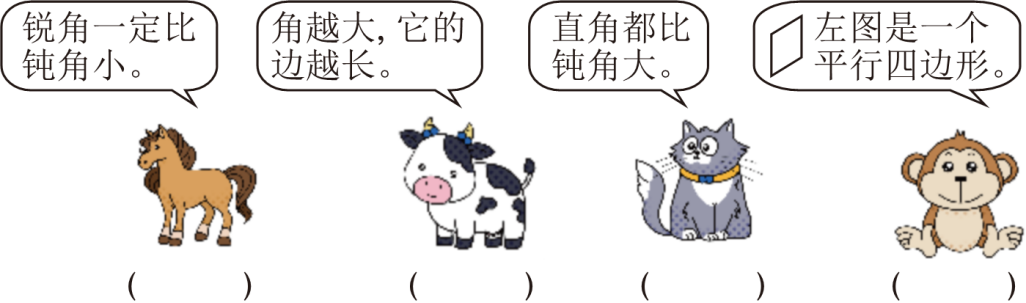 锐角一定比
钝角小。
角越大，它的
边越长。
直角都比
钝角大。
左图是一个
平行四边形。
(　　) (　　) (　　) (　　)